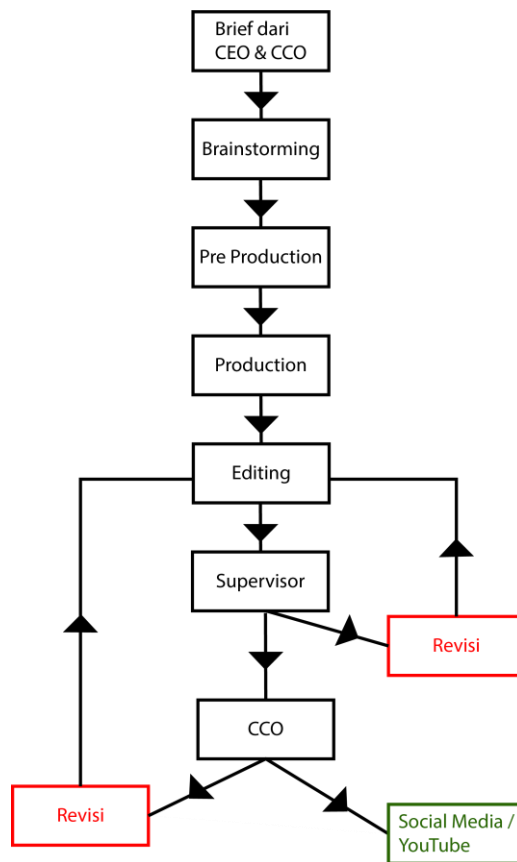 Brief dari
CEO & CCO
Brainstorming
Pre Production
Production
Editing
Supervisor
Revisi
CCO
Revisi
Social Media /
YouTube